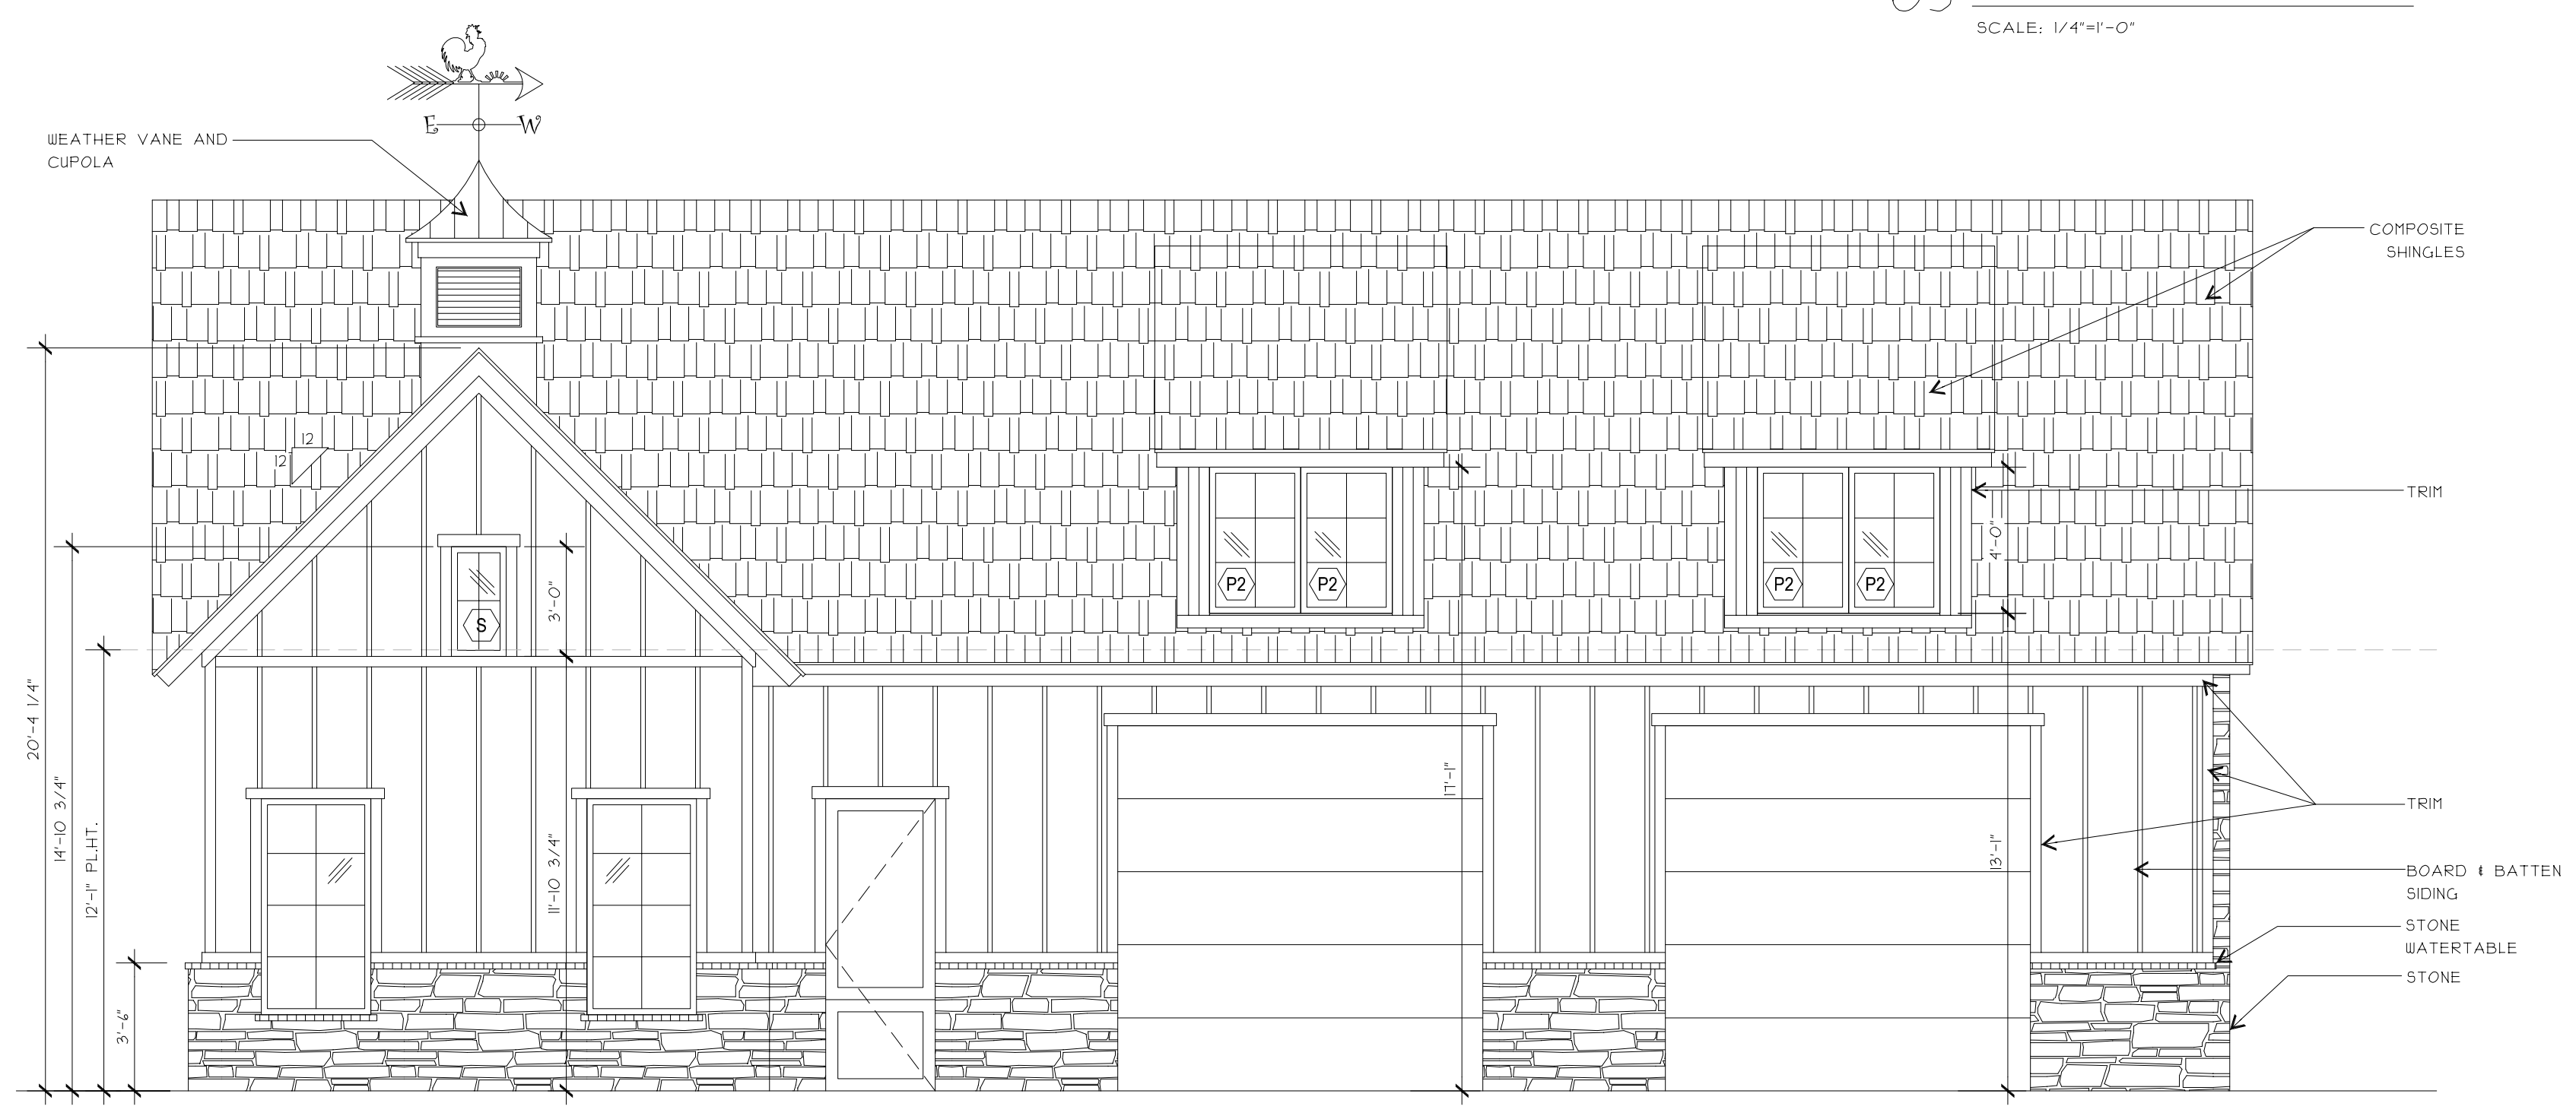 SCALE: 1/4"=1'-0"
E W
WEATHER VANE AND
CUPOLA
COMPOSITE
SHINGLES
12
12
TRIM
P2
P2
P2
P2
S
4'-0"
3'-0"
20'-4 1/4"
14'-10 3/4"
12'-1" PL.HT.
3'-6"
11'-10 3/4"
17'-1"
13'-1"
TRIM
BOARD & BATTEN
SIDING
STONE
WATERTABLE
STONE